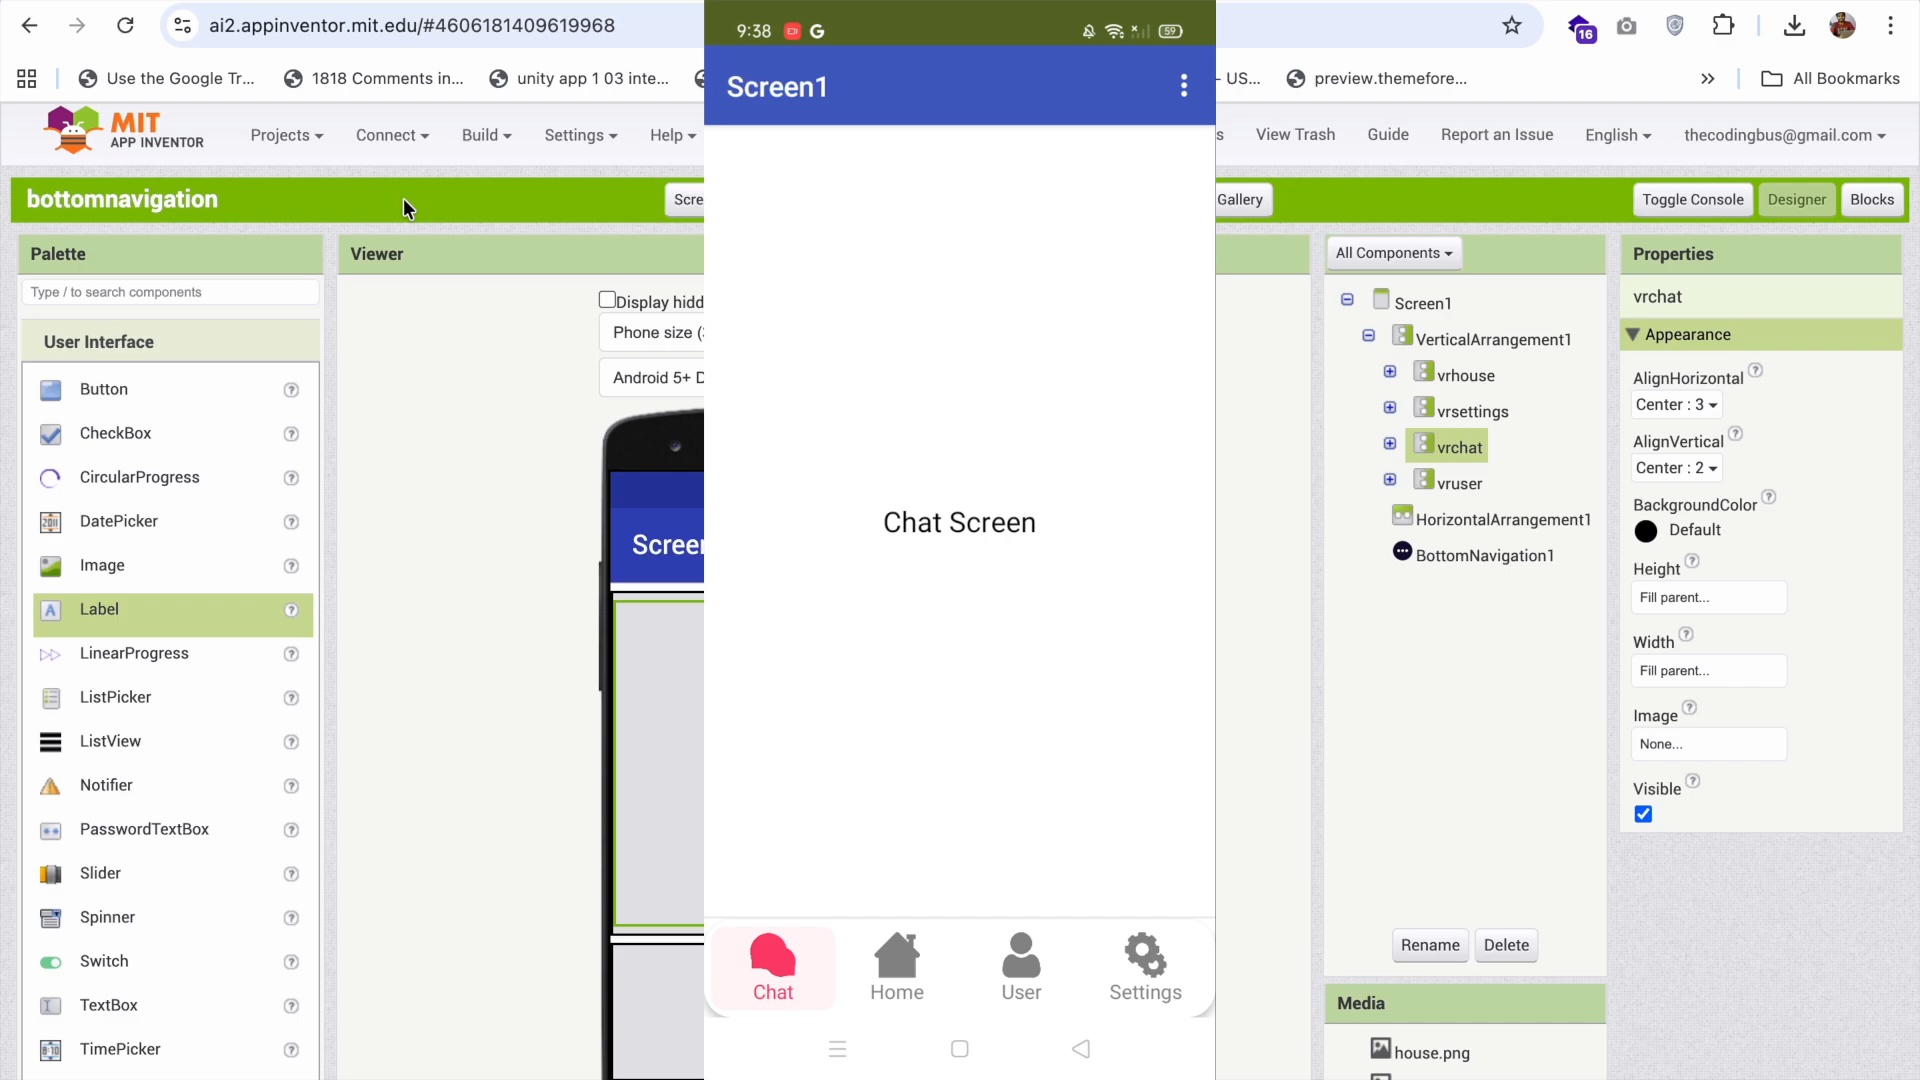 ai2.appinventor.mit.edu/#4606181409619968
16
Use the Google Tr...
1818 Comments in...
unity app 1 03 inte...
- US...
preview.themefore...
All Bookmarks
MIT
APP INVENTOR
Projects
Connect
Build
Settings
Help
View Trash
Guide
Report an Issue
English
thecodingbus@gmail.com
bottomnavigation
Scre
Gallery
Toggle Console
Designer
Blocks
Palette
Type / to search components
User Interface
Button
CheckBox
CircularProgress
DatePicker
Image
Label
LinearProgress
ListPicker
ListView
Notifier
PasswordTextBox
Slider
Spinner
Switch
TextBox
TimePicker
Viewer
Display hidd
Phone size (
Android 5+ D
Screen
9:38
G
59
Screen1
Chat Screen
Chat
Home
User
Settings
All Components
Screen1
VerticalArrangement1
vrhouse
vrsettings
vrchat
vruser
HorizontalArrangement1
BottomNavigation1
Rename
Delete
Media
house.png
Properties
vrchat
Appearance
AlignHorizontal
Center : 3
AlignVertical
Center : 2
BackgroundColor
Default
Height
Fill parent...
Width
Fill parent...
Image
None...
Visible